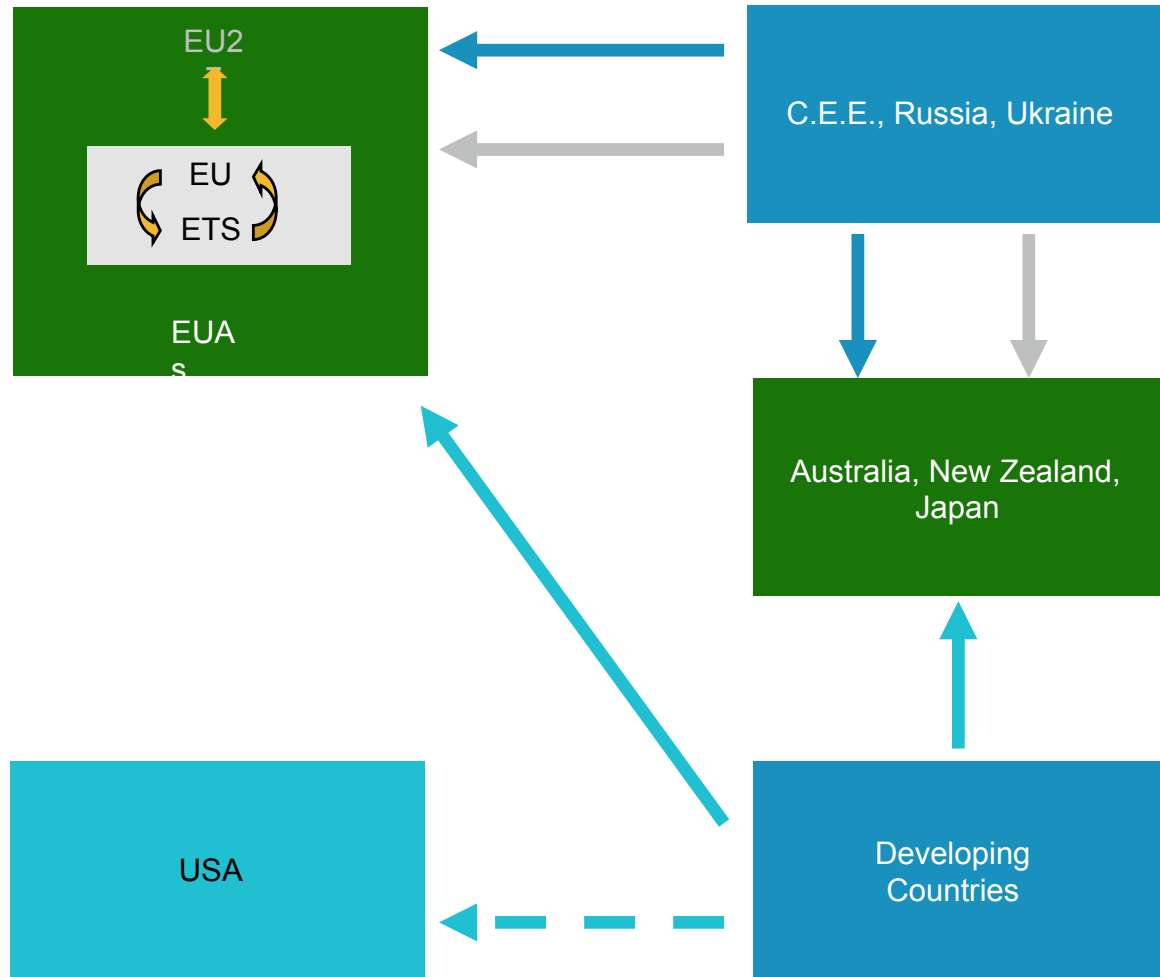 EU2
C.E.E., Russia, Ukraine
EU
ETS
EUA
s
Australia, New Zealand,
Japan
USA
Developing
Countries